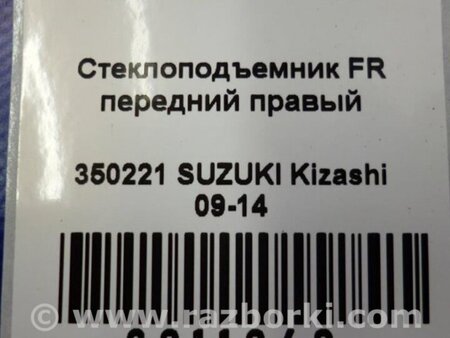 Стеклоподъемник FR
передний правый
350221 SUZUKI Kizashi
09-14
© www.razborki.com